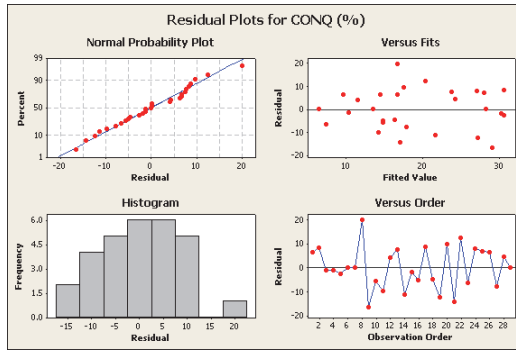 Residual Plots for CONQ (%)
Normal Probability Plot
99
90
50
10
1
Percent
-20 -10 0 10 20
Residual
Versus Fits
20
10
0
-10
-20
Residual
10 15 20 25 30
Fitted Value
Histogram
6.0
4.5
3.0
1.5
0.0
Frequency
-15 -10 -5 0 5 10 15 20
Residual
Versus Order
20
10
0
-10
-20
Residual
2 4 6 8 10 12 14 16 18 20 22 24 26 28
Observation Order